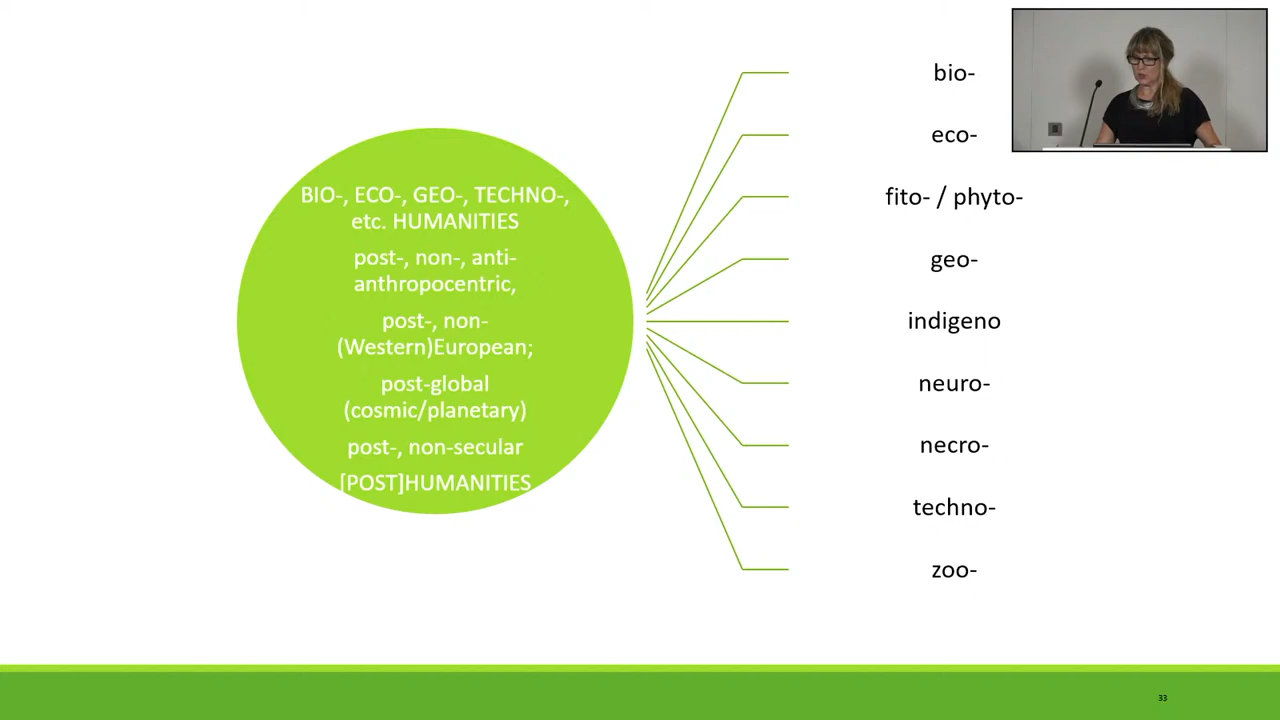 BIO-, ECO-, GEO-, TECHNO-,
etc. HUMANITIES
post-, non-, anti-
anthropocentric,
post-, non-
(Western)European;
post-global
(cosmic/planetary)
post-, non-secular
[POST]HUMANITIES
bio-
eco-
fito- / phyto-
geo-
indigeno
neuro-
necro-
techno-
zoo-
33